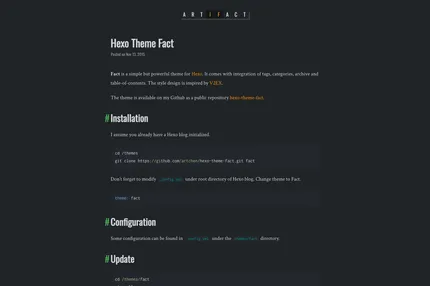 ARTIFACT
Hexo Theme Fact
Posted on Nov 13, 2015
Fact is a simple but powerful theme for Hexo. It comes with integration of tags, categories, archive and
table-of-contents. The style design is inspired by
The theme is available on my Github as a public repository hexo-theme-fact.
# Installation
I assume you already have a Hexo blog initialized.
cd /themes
git clone https://github.com/artchen/hexo-theme-fact.git fact
Don't forget to modify _config.yml under root directory of Hexo blog. Change theme to Fact.
theme: fact
# Configuration
Some configuration can be found in _config.yml under the /themes/fact directory.
# Update
cd /themes/fact